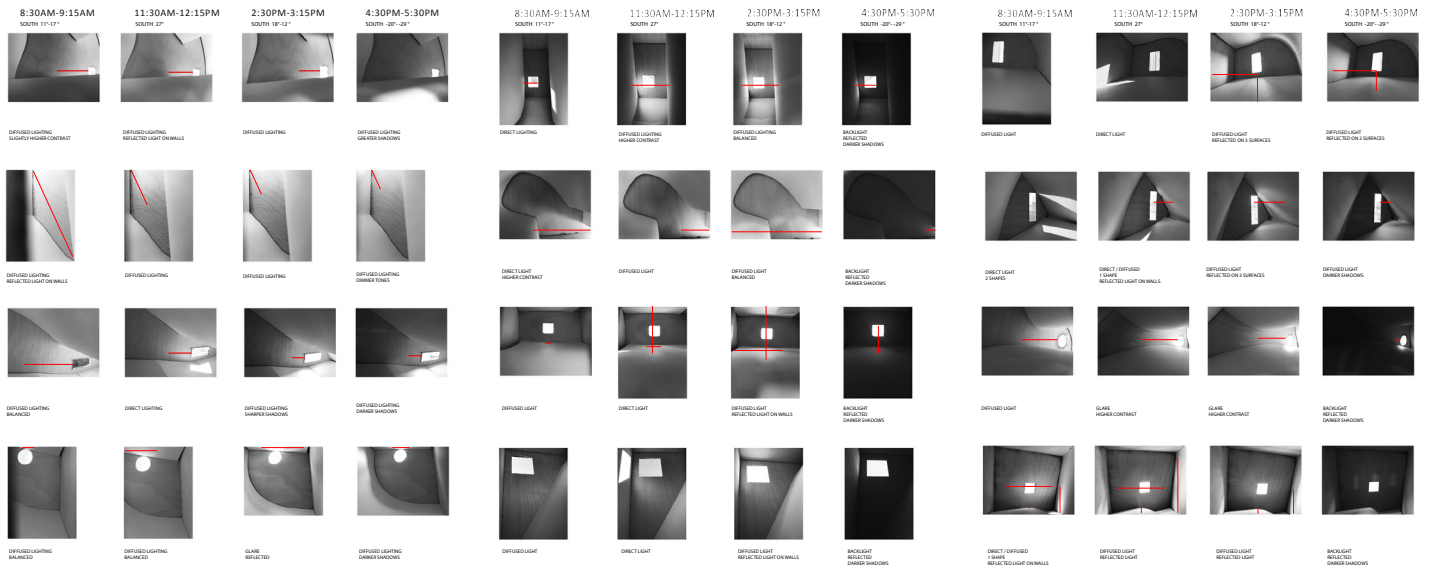 8:30AM-9:15AM 11:30AM-12:15PM 2:30PM-3:15PM 4:30PM-5:30PM 8:30AM-9:15AM 11:30AM-12:15PM 2:30PM-3:15PM 4:30PM-5:30PM 8:30AM-9:15AM 11:30AM-12:15PM 2:30PM-3:15PM 4:30PM-5:30PM
SOUTH 11°-17° SOUTH 27° SOUTH 18°-12° SOUTH -20°--29° SOUTH 11°-17° SOUTH 27° SOUTH 18°-12° SOUTH -20°--29° SOUTH 11°-17° SOUTH 27° SOUTH 18°-12° SOUTH -20°--29°
DIFFUSED LIGHTING
SLIGHTLY HIGHER CONTRAST
DIFFUSED LIGHTING
REFLECTED LIGHT ON WALLS
DIFFUSED LIGHTING
DIFFUSED LIGHTING
GREATER SHADOWS
DIRECT LIGHTING
DIFFUSED LIGHTING
HIGHER CONTRAST
DIFFUSED LIGHTING
BALANCED
BACKLIGHT
REFLECTED
DARKER SHADOWS
DIFFUSED LIGHT
DIRECT LIGHT
DIFFUSED LIGHT
REFLECTED ON 3 SURFACES
DIFFUSED LIGHT
REFLECTED ON 2 SURFACES
DIFFUSED LIGHTING
REFLECTED LIGHT ON WALLS
DIFFUSED LIGHTING
DIFFUSED LIGHTING
DIFFUSED LIGHTING
DIMMER TONES
DIRECT LIGHT
HIGHER CONTRAST
DIFFUSED LIGHT
DIFFUSED LIGHT
BALANCED
BACKLIGHT
REFLECTED
DARKER SHADOWS
DIRECT LIGHT
2 SHAPES
DIRECT / DIFFUSED
1 SHAPE
REFLECTED LIGHT ON WALLS
DIFFUSED LIGHT
REFLECTED ON 3 SURFACES
DIFFUSED LIGHT
DARKER SHADOWS
DIFFUSED LIGHTING
BALANCED
DIRECT LIGHTING
DIFFUSED LIGHTING
SHARPER SHADOWS
DIFFUSED LIGHTING
DARKER SHADOWS
DIFFUSED LIGHT
DIRECT LIGHT
DIFFUSED LIGHT
REFLECTED LIGHT ON WALLS
BACKLIGHT
REFLECTED
DARKER SHADOWS
DIFFUSED LIGHT
GLARE
HIGHER CONTRAST
GLARE
HIGHER CONTRAST
BACKLIGHT
REFLECTED
DARKER SHADOWS
DIFFUSED LIGHTING
BALANCED
DIFFUSED LIGHTING
BALANCED
GLARE
REFLECTED
DIFFUSED LIGHTING
DARKER SHADOWS
DIFFUSED LIGHT
DIRECT LIGHT
DIFFUSED LIGHT
REFLECTED LIGHT ON WALLS
BACKLIGHT
REFLECTED
DARKER SHADOWS
DIRECT / DIFFUSED
1 SHAPE
REFLECTED LIGHT ON WALLS
DIFFUSED LIGHT
REFLECTED LIGHT
DIFFUSED LIGHT
REFLECTED LIGHT
BACKLIGHT
REFLECTED
DARKER SHADOWS